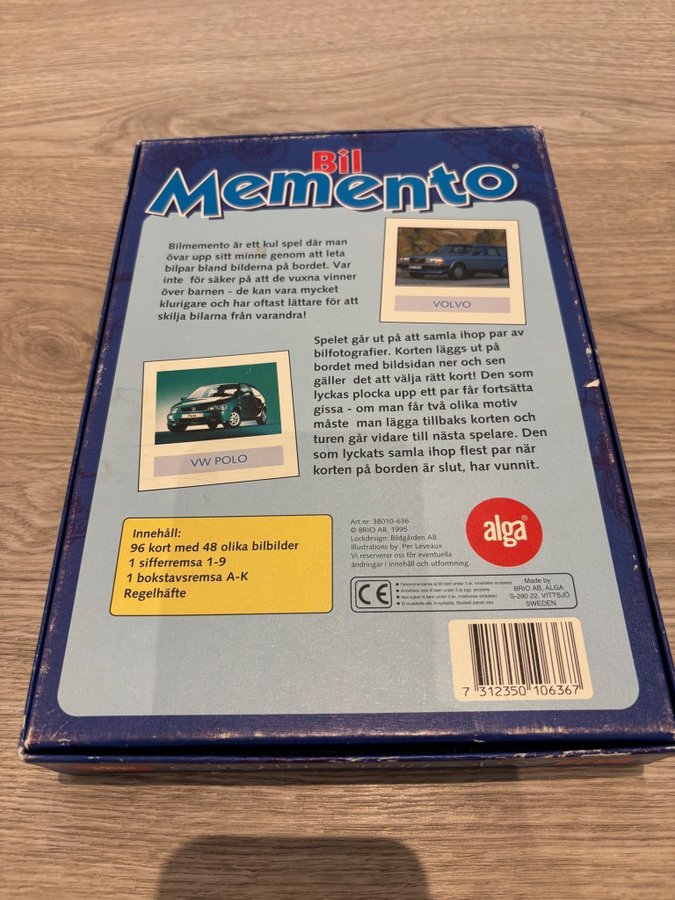 Bil
Memento®
Bilmemento är ett kul spel där man
övar upp sitt minne genom att leta
bilpar bland bilderna på bordet. Var
inte för säker på att de vuxna vinner
över barnen - de kan vara mycket
klurigare och har oftast lättare för att
skilja bilarna från varandra!
VOLVO
Spelet går ut på att samla ihop par av
bilfotografier. Korten läggs ut på
bordet med bildsidan ner och sen
gäller det att välja rätt kort! Den som
lyckas plocka upp ett par får fortsätta
gissa - om man får två olika motiv
måste man lägga tillbaks korten och
turen går vidare till nästa spelare. Den
som lyckats samla ihop flest par när
korten på borden är slut, har vunnit.
VW POLO
Innehåll:
96 kort med 48 olika bilbilder
1 sifferremsa 1-9
1 bokstavsremsa A-K
Regelhäfte
Art nr: 38010-636
© BRIO AB, 1995
Lockdesign: Bildgården AB
Illustrations by Per Leveaux
Vi reserverar oss för eventuella
ändringar i innehåll och utformning.
alga®
CE
Made by
BRIO AB, ALGA
S-280 22, VITTSJÖ
SWEDEN
7 312350 106367